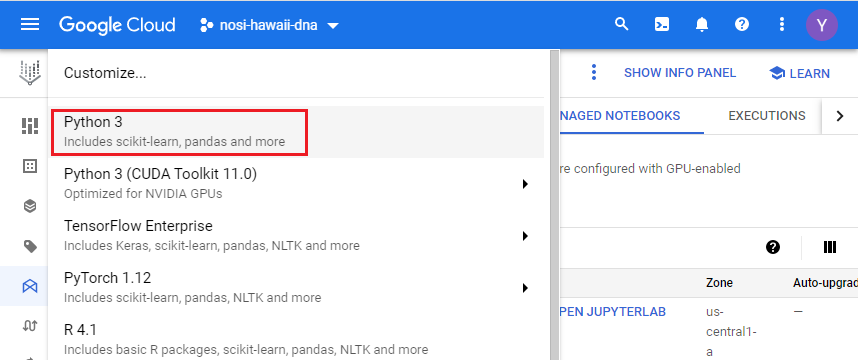 Google Cloud
nosi-hawaii-dna
Y
Customize...
SHOW INFO PANEL
LEARN
Python 3
Includes scikit-learn, pandas and more
NAGED NOTEBOOKS
EXECUTIONS
Python 3 (CUDA Toolkit 11.0)
Optimized for NVIDIA GPUs
re configured with GPU-enabled
TensorFlow Enterprise
Includes Keras, scikit-learn, pandas, NLTK and more
PyTorch 1.12
Includes scikit-learn, pandas, NLTK and more
Zone
Auto-upgrad
PEN JUPYTERLAB
us-
central1-
a
—
R 4.1
Includes basic R packages, scikit-learn, pandas, NLTK and more